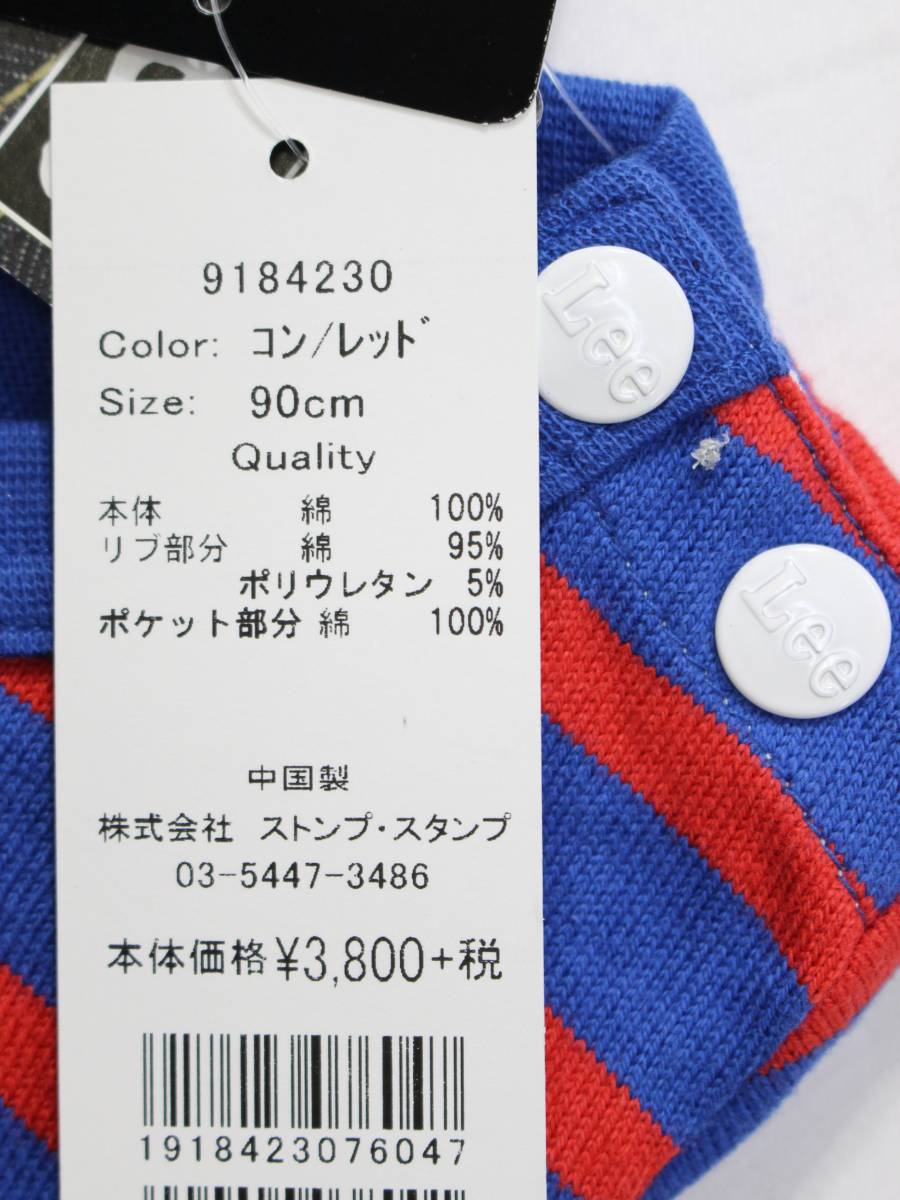 9184230
Color: コン/レッド
Size: 90cm
Quality
本体 綿 100%
リブ部分 綿 95%
ポリウレタン 5%
ポケット部分 綿 100%
中国製
株式会社 ストンプ・スタンプ
03-5447-3486
本体価格 ¥3,800+税
1918423076047
Lee
Lee